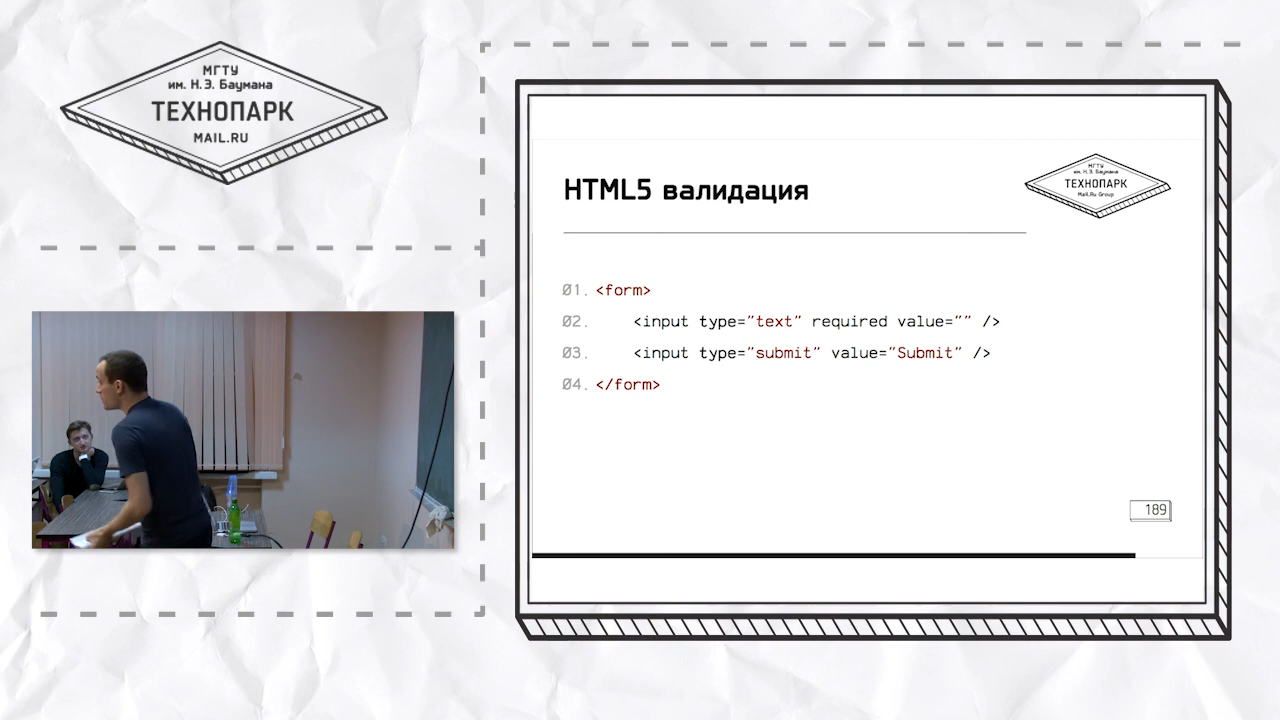 МГТУ
им. Н.Э. Баумана
ТЕХНОПАРК
MAIL.RU
HTML5 валидация
МГТУ
им. Н.Э. Баумана
ТЕХНОПАРК
Mail.Ru Group
01. <form>
02. <input type="text" required value="" />
03. <input type="submit" value="Submit" />
04. </form>
189